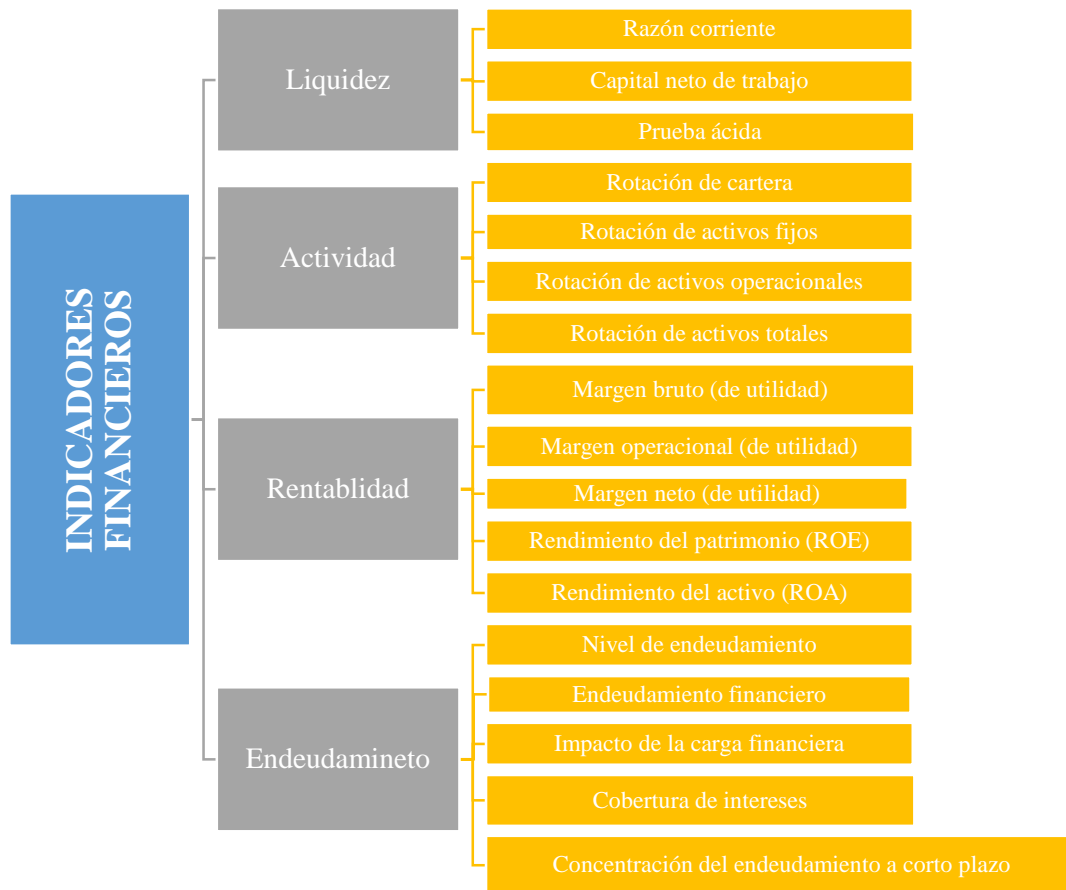 INDICADORES
FINANCIEROS
Liquidez
Razón corriente
Capital neto de trabajo
Prueba ácida
Actividad
Rotación de cartera
Rotación de activos fijos
Rotación de activos operacionales
Rotación de activos totales
Rentablidad
Margen bruto (de utilidad)
Margen operacional (de utilidad)
Margen neto (de utilidad)
Rendimiento del patrimonio (ROE)
Rendimiento del activo (ROA)
Endeudamineto
Nivel de endeudamiento
Endeudamiento financiero
Impacto de la carga financiera
Cobertura de intereses
Concentración del endeudamiento a corto plazo